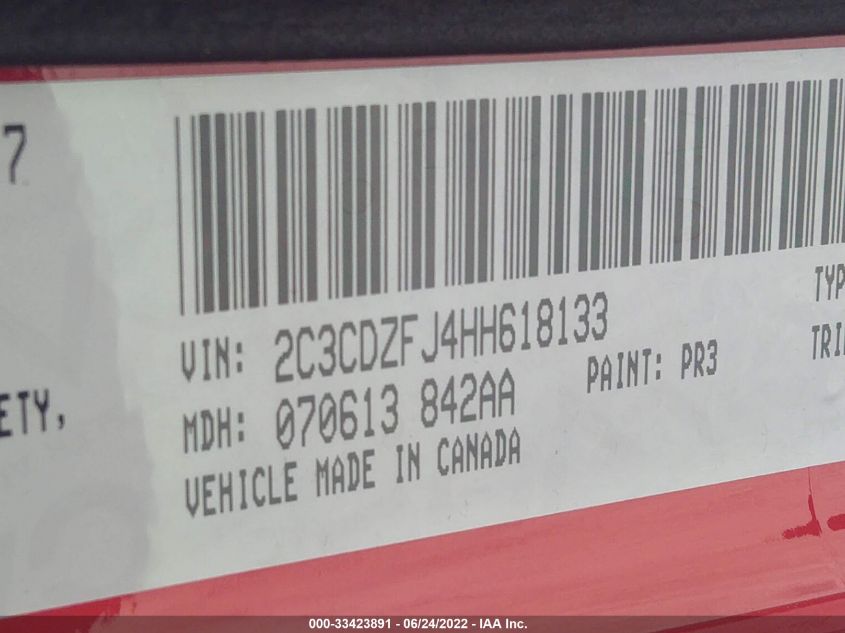 7
VIN: 2C3CDZFJ4HH618133
TYP
MDH: 070613 842AA
PAINT: PR3
TRI
ETY,
VEHICLE MADE IN CANADA
000-33423891 - 06/24/2022 - IAA Inc.